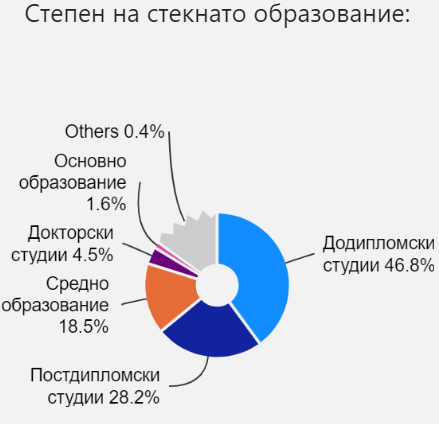 Степен на стекнато образование:
Others 0.4%
Основно
образование
1.6%
Докторски
студии 4.5%
Средно
образование
18.5%
Постдипломски
студии 28.2%
Додипломски
студии 46.8%